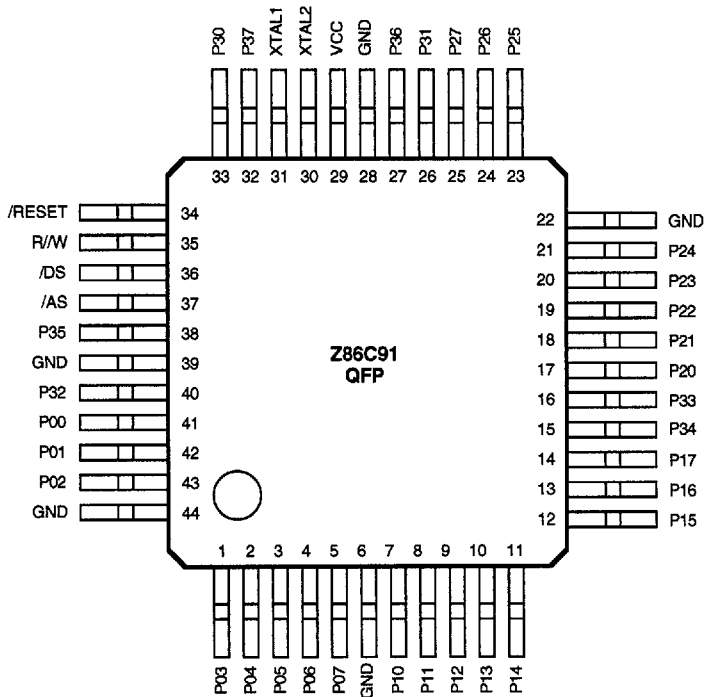 P30 P37 XTAL1 XTAL2 VCC GND P36 P31 P27 P26 P25
33 32 31 30 29 28 27 26 25 24 23
/RESET 34
R//W 35
/DS 36
/AS 37
P35 38
GND 39
P32 40
P00 41
P01 42
P02 43
GND 44
Z86C91
QFP
22 GND
21 P24
20 P23
19 P22
18 P21
17 P20
16 P33
15 P34
14 P17
13 P16
12 P15
1 2 3 4 5 6 7 8 9 10 11
P03 P04 P05 P06 P07 GND P10 P11 P12 P13 P14